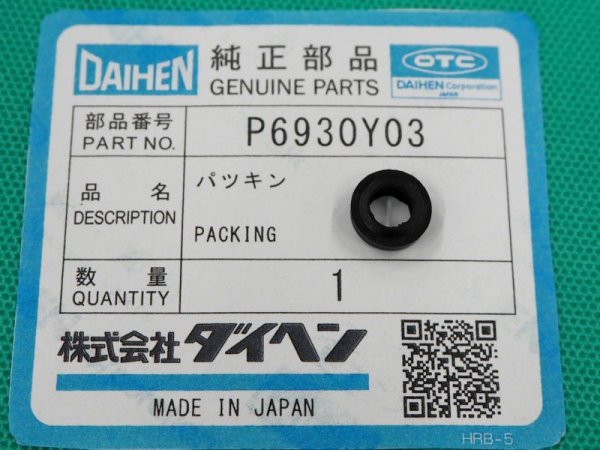 DAIHEN 純正部品 OTC
GENUINE PARTS DAIHEN Corporation
JAPAN
部品番号 P6930Y03
PART NO.
品名 パツキン
DESCRIPTION PACKING
数量 1
QUANTITY
株式会社ダイヘン
MADE IN JAPAN
HRB-5